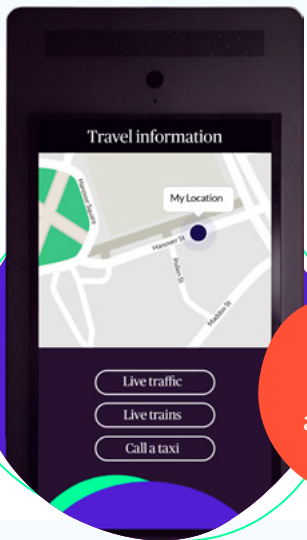 Travel information
My Location
Hanover Square
Hanover St
Pollen St
Maddox St
Live traffic
Live trains
Call a taxi
a